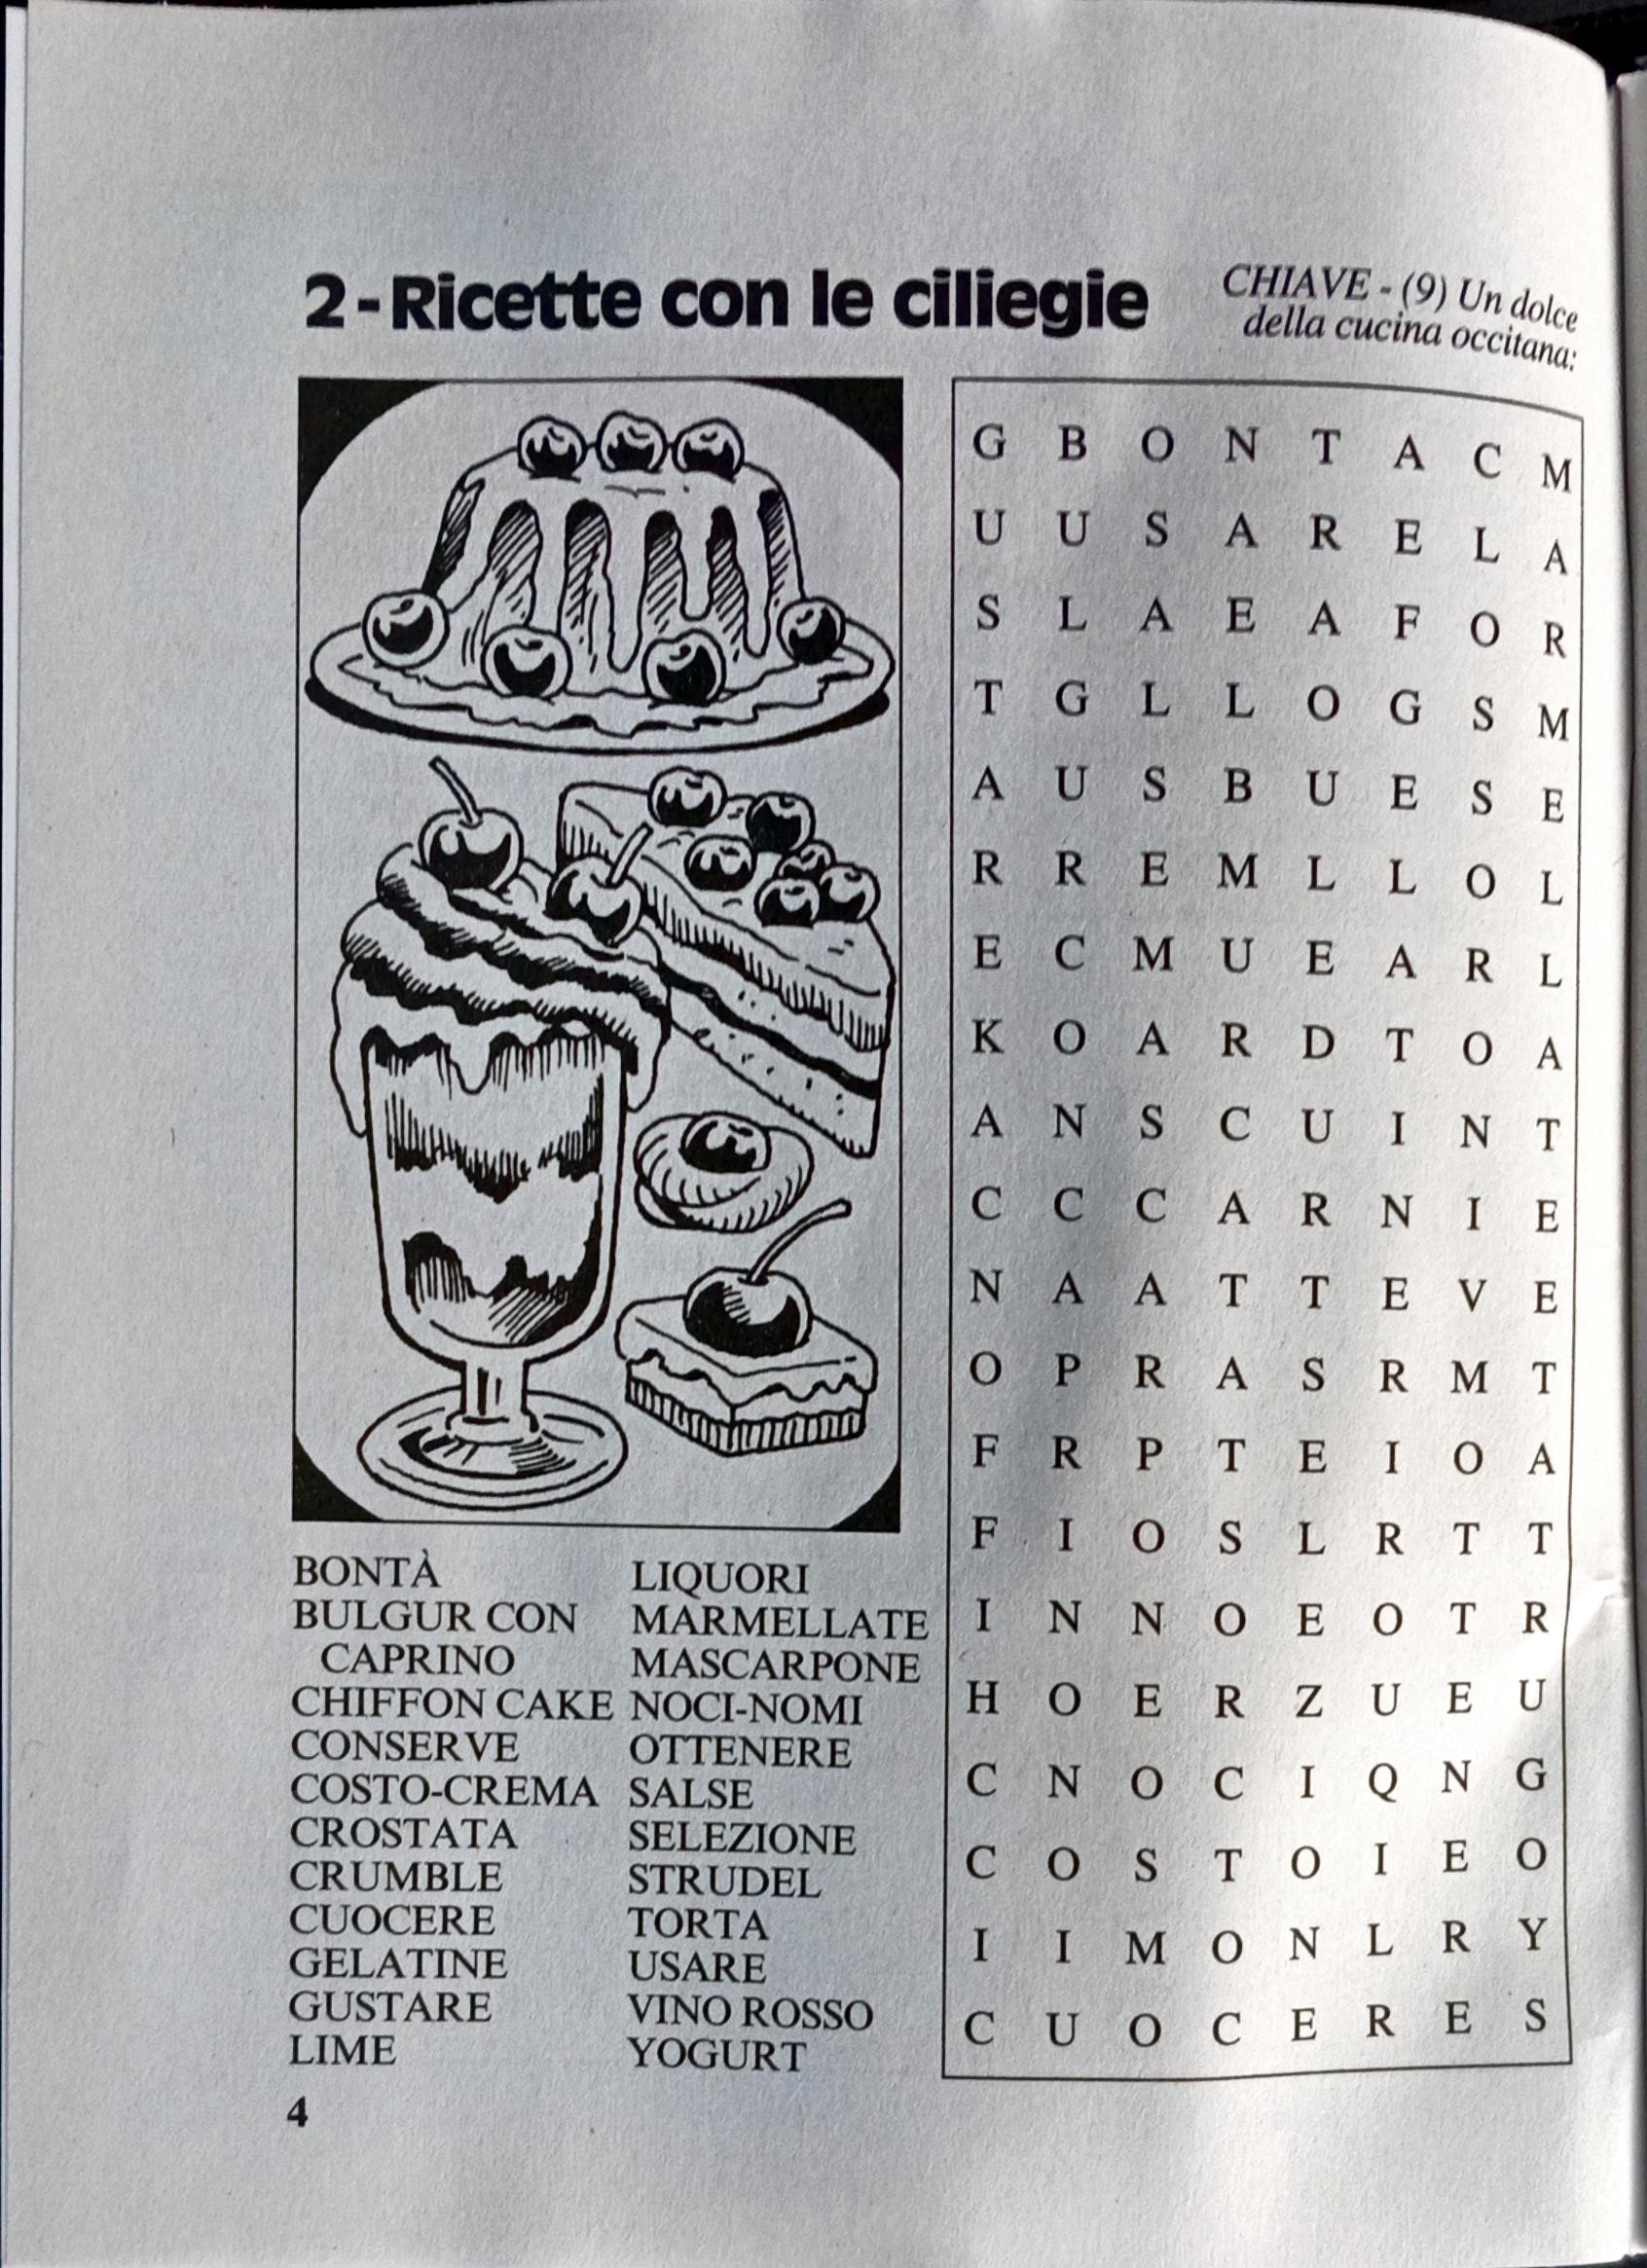 2-Ricette con le ciliegie
CHIAVE - (9) Un dolce
della cucina occitana:
G B O N T A C M
U U S A R E L A
S L A E A F O R
T G L L O G S M
A U S B U E S E
R R E M L L O L
E C M U E A R L
K O A R D T O A
A N S C U I N T
C C C A R N I E
N A A T T E V E
O P R A S R M T
F R P T E I O A
F I O S L R T T
I N N O E O T R
H O E R Z U E U
C N O C I Q N G
C O S T O I E O
I I M O N L R Y
C U O C E R E S
BONTÀ
BULGUR CON
CAPRINO
CHIFFON CAKE
CONSERVE
COSTO-CREMA
CROSTATA
CRUMBLE
CUOCERE
GELATINE
GUSTARE
LIME
LIQUORI
MARMELLATE
MASCARPONE
NOCI-NOMI
OTTENERE
SALSE
SELEZIONE
STRUDEL
TORTA
USARE
VINO ROSSO
YOGURT
4